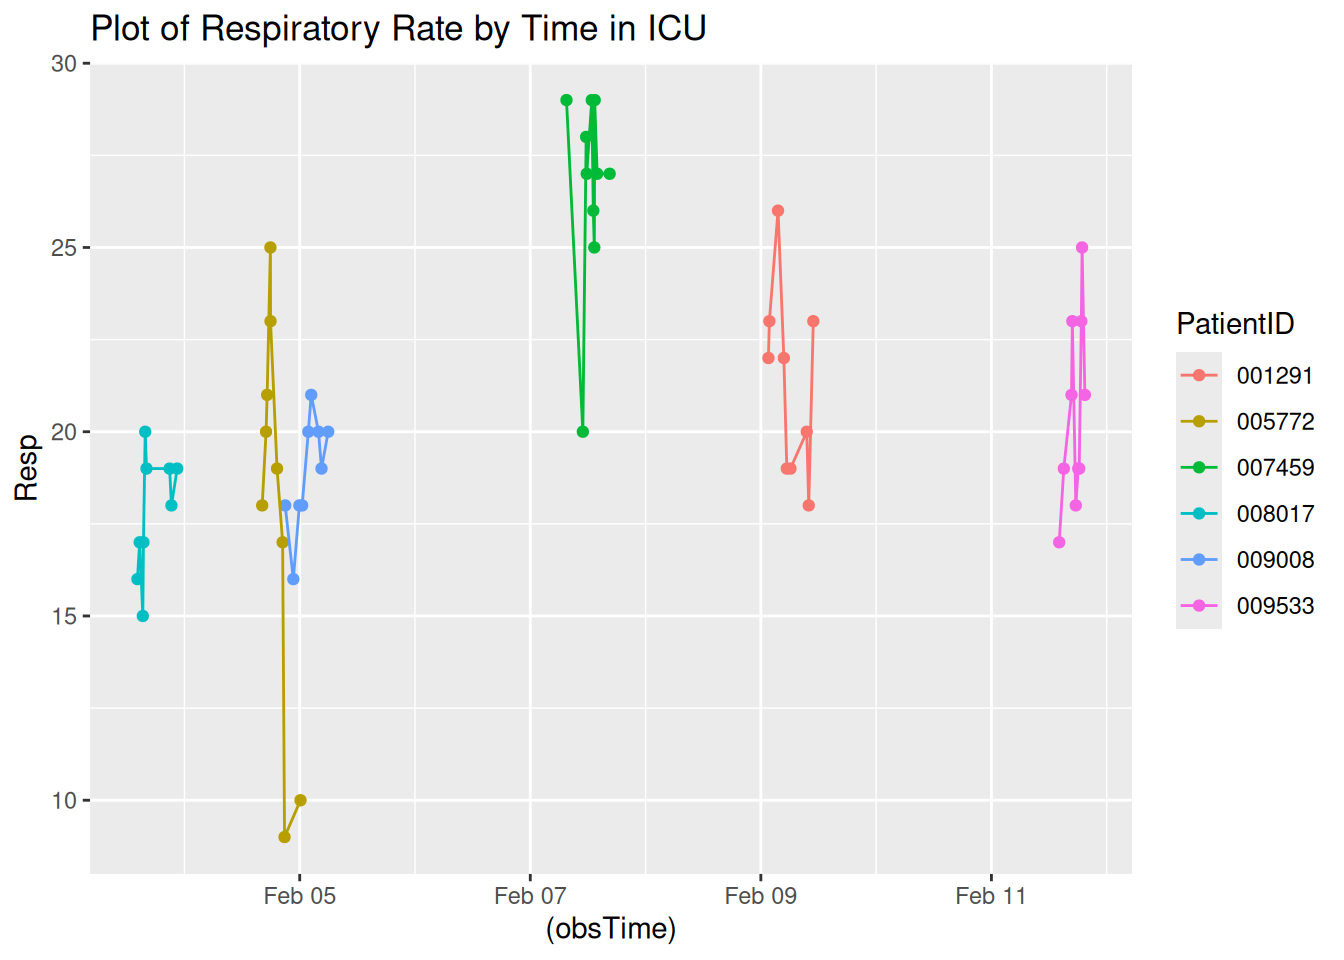 Plot of Respiratory Rate by Time in ICU
30
25
20
15
10
Resp
Feb 05
Feb 07
Feb 09
Feb 11
(obsTime)
PatientID
001291
005772
007459
008017
009008
009533